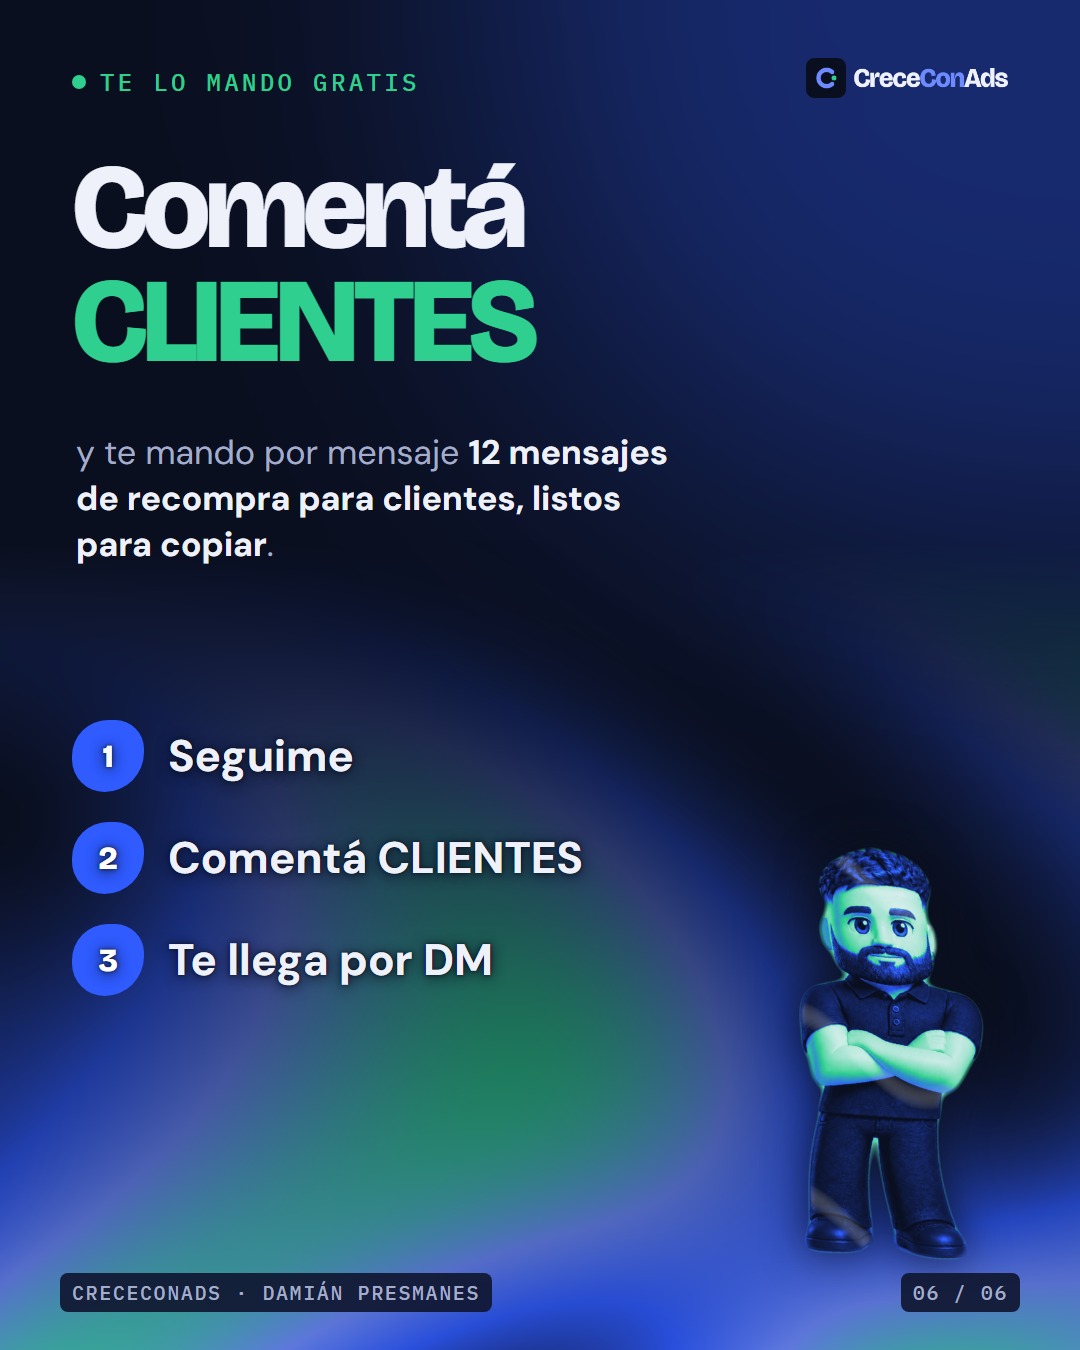 TE LO MANDO GRATIS
CreceConAds
Comentá
CLIENTES
y te mando por mensaje 12 mensajes
de recompra para clientes, listos
para copiar.
1 Seguime
2 Comentá CLIENTES
3 Te llega por DM
CRECECONADS · DAMIÁN PRESMANES
06 / 06